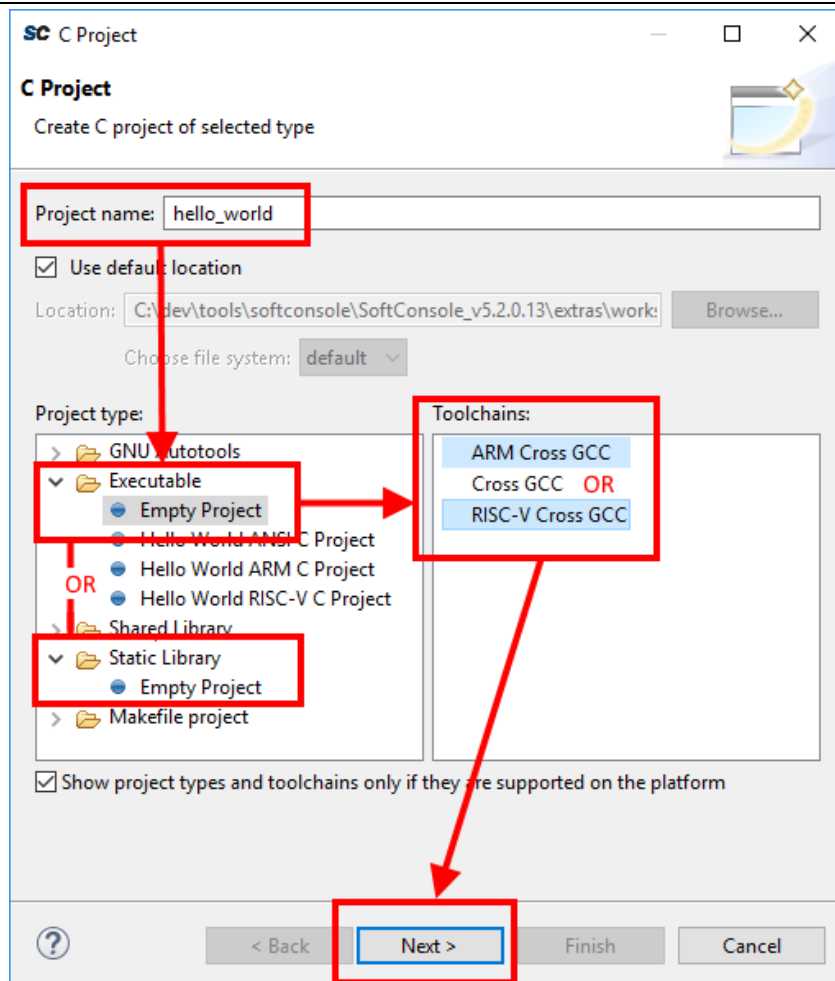 SC C Project
C Project
Create C project of selected type
Project name: hello_world
Use default location
Location: C:\dev\tools\softconsole\SoftConsole_v5.2.0.13\extras\work: Browse...
Choose file system: default
Project type: Toolchains:
GNU Autotools ARM Cross GCC
Executable Cross GCC OR
Empty Project RISC-V Cross GCC
Hello World ANSI C Project
Hello World ARM C Project
OR Hello World RISC-V C Project
Shared Library
Static Library
Empty Project
Makefile project
Show project types and toolchains only if they are supported on the platform
? < Back Next > Finish Cancel